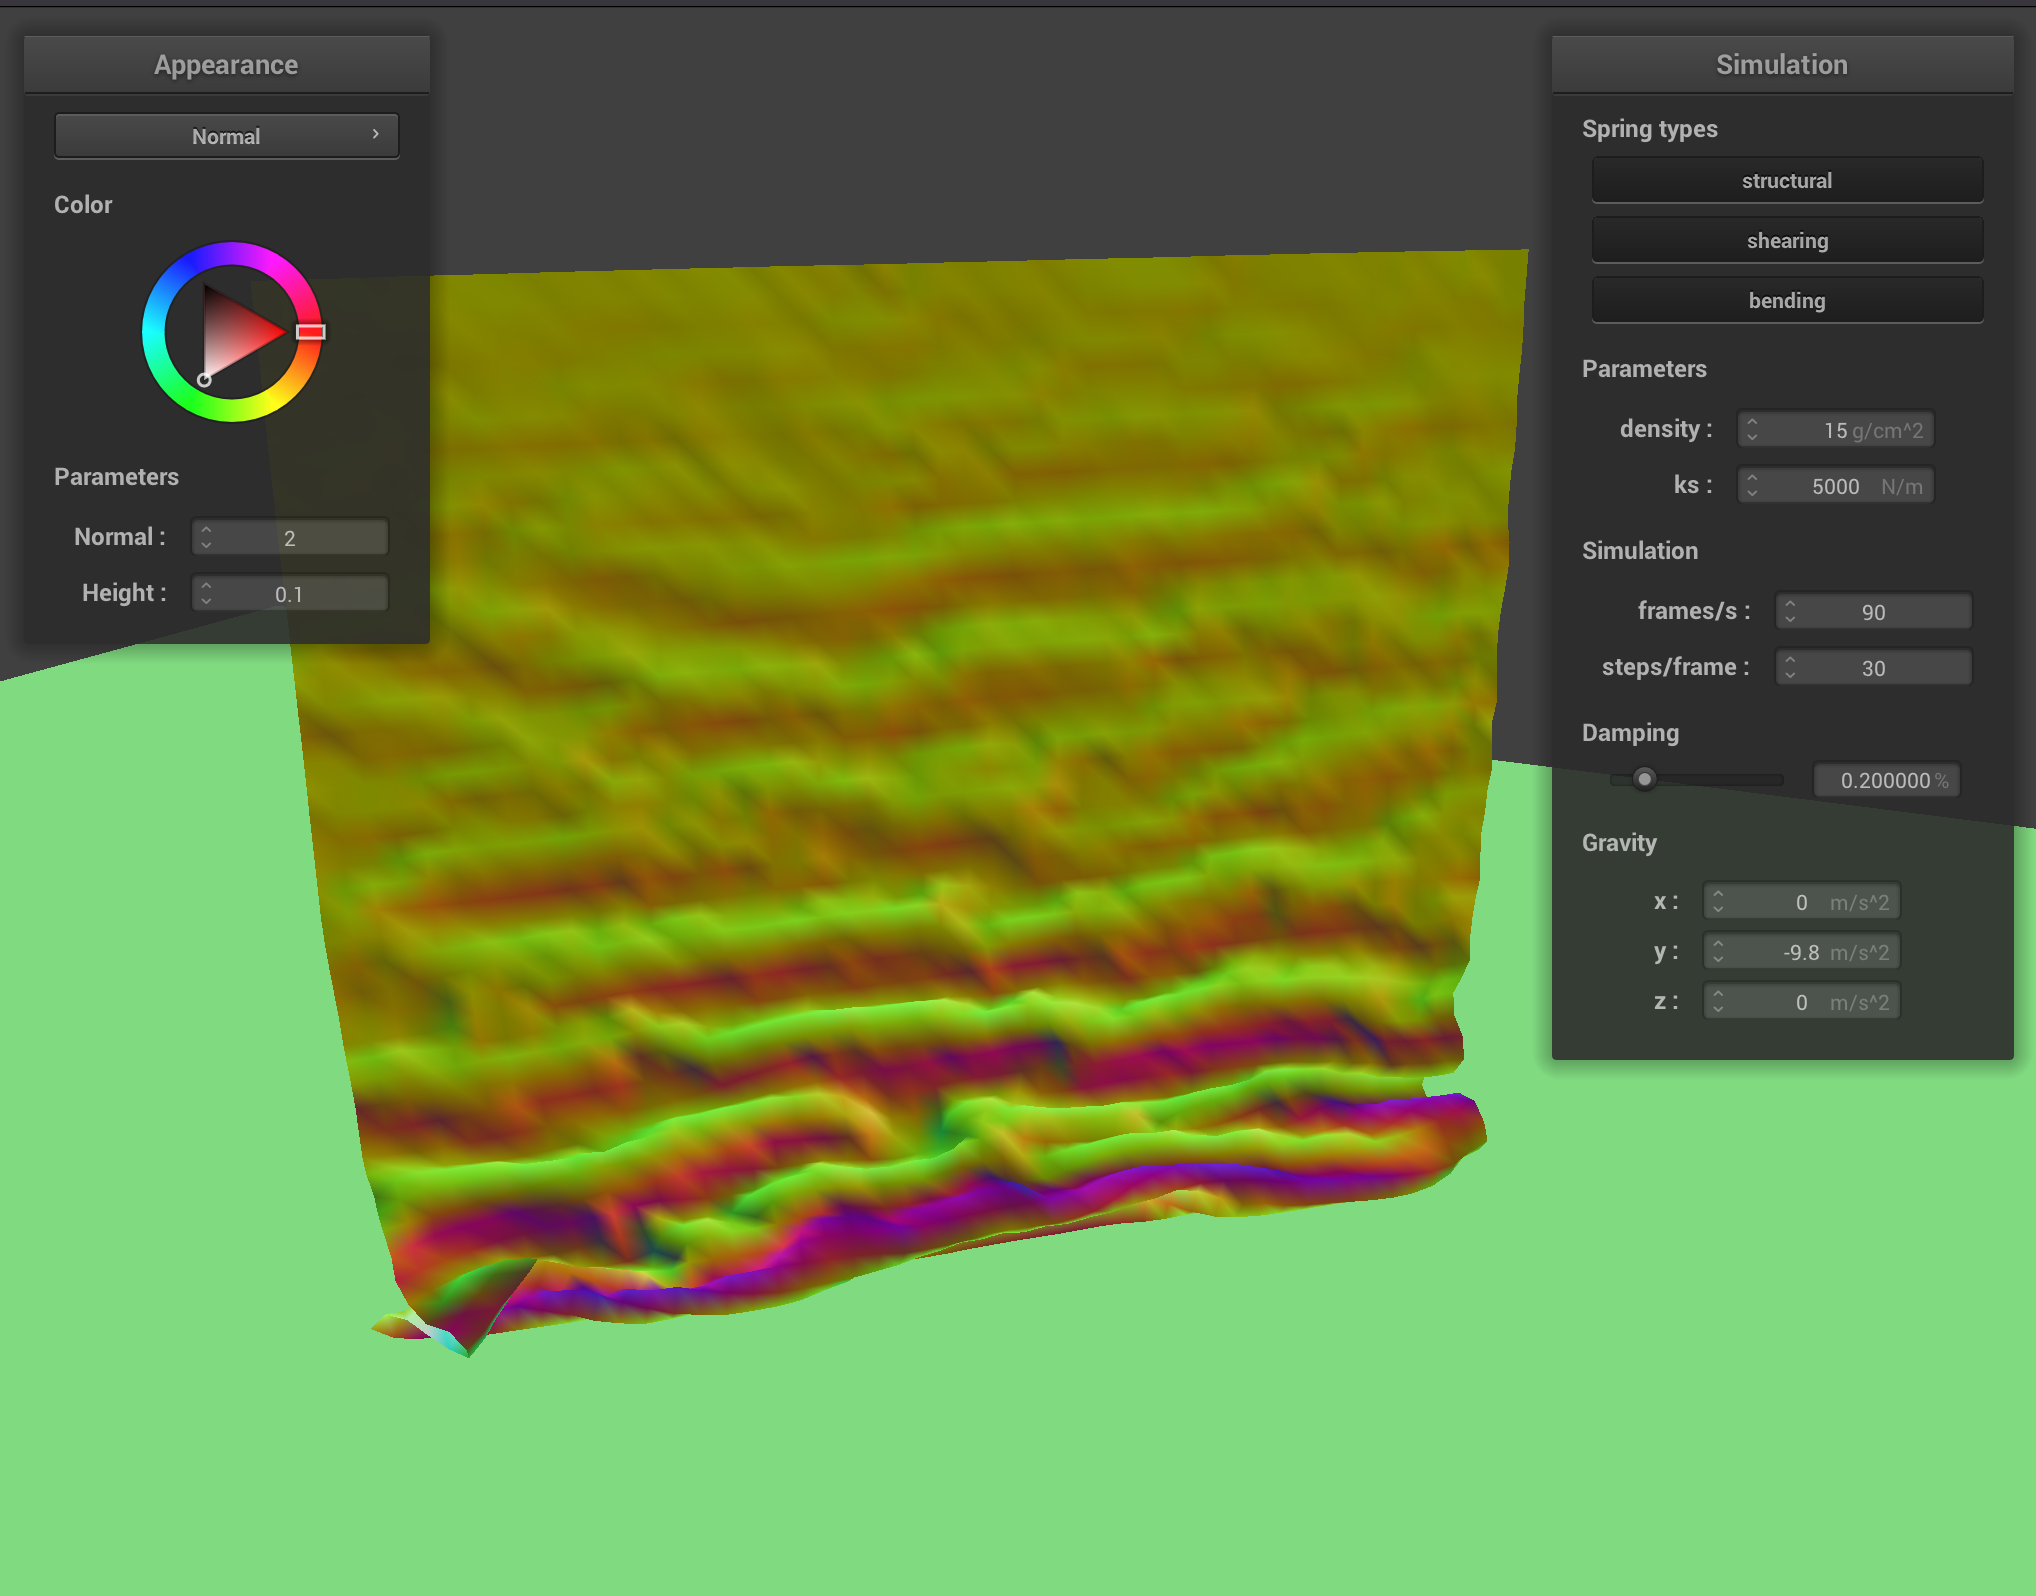 Appearance
Normal
Color
Parameters
Normal : 2
Height : 0.1
Simulation
Spring types
structural
shearing
bending
Parameters
density : 15 g/cm^2
ks : 5000 N/m
Simulation
frames/s : 90
steps/frame : 30
Damping
0.200000 %
Gravity
x : 0 m/s^2
y : -9.8 m/s^2
z : 0 m/s^2